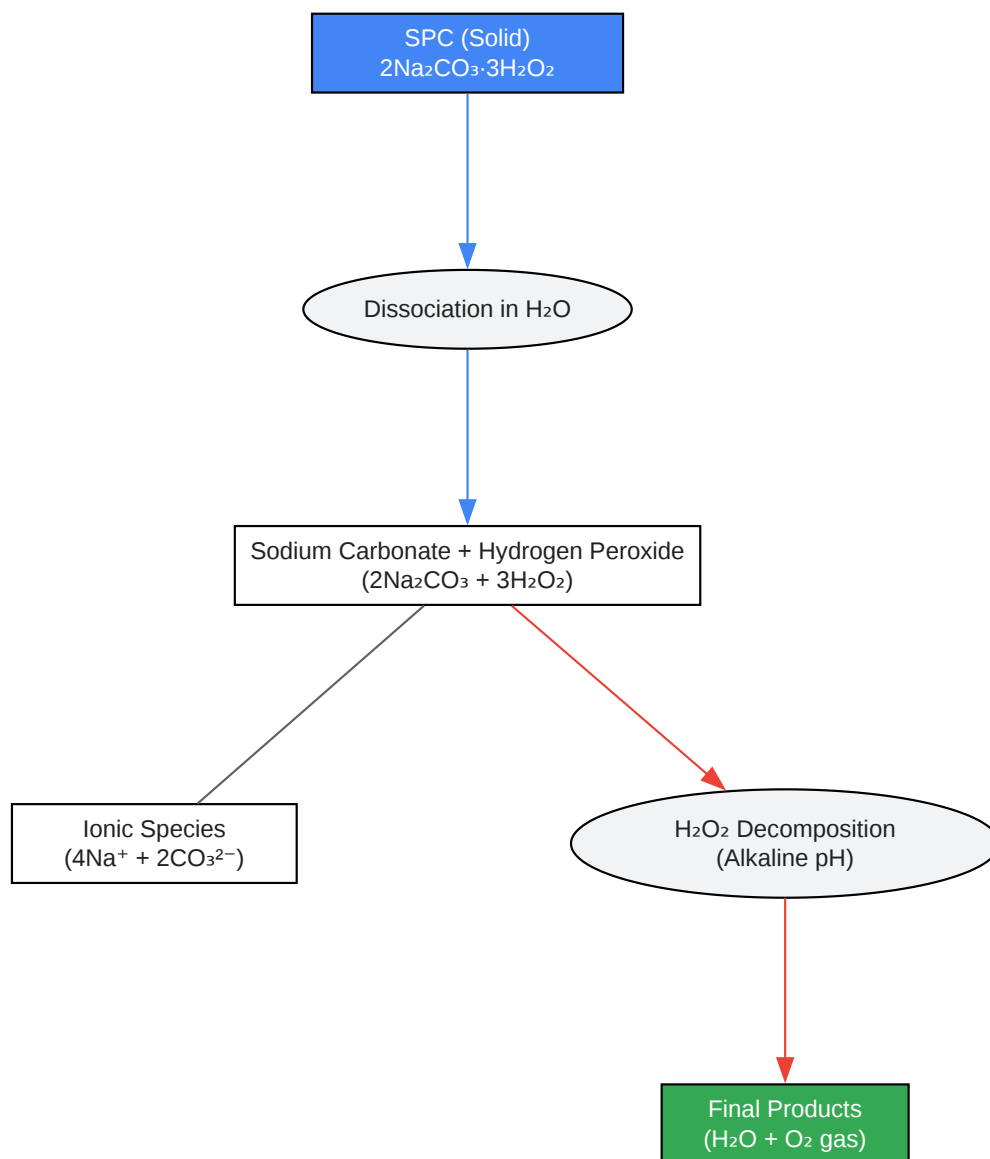 SPC (Solid)
2Na₂CO₃·3H₂O₂
Dissociation in H₂O
Sodium Carbonate + Hydrogen Peroxide
(2Na₂CO₃ + 3H₂O₂)
Ionic Species
(4Na⁺ + 2CO₃²⁻)
H₂O₂ Decomposition
(Alkaline pH)
Final Products
(H₂O + O₂ gas)